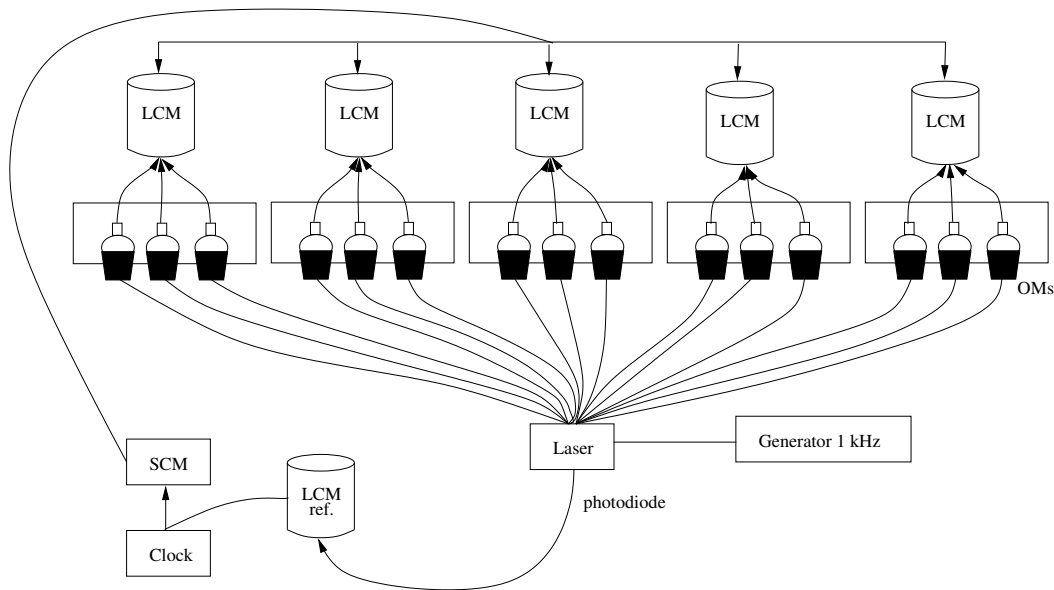 LCM
LCM
LCM
LCM
LCM
OMs
Laser
Generator 1 kHz
SCM
LCM
ref.
photodiode
Clock